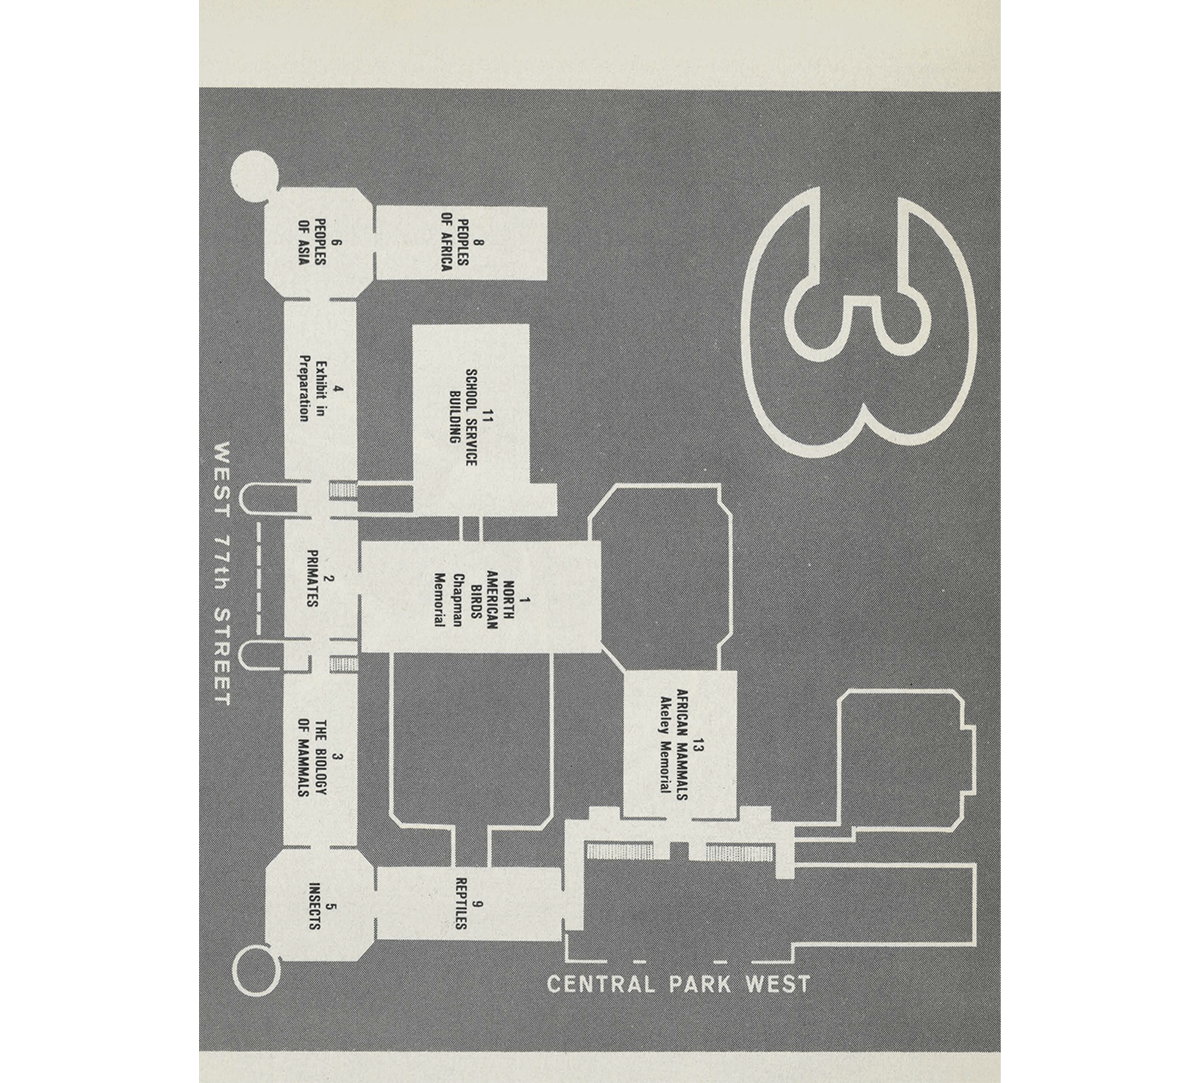 3
6
PEOPLES
OF ASIA
8
PEOPLES
OF AFRICA
4
Exhibit in
Preparation
11
SCHOOL SERVICE
BUILDING
WEST 77th STREET
2
PRIMATES
1
NORTH
AMERICAN
BIRDS
Chapman
Memorial
13
AFRICAN MAMMALS
Akeley Memorial
3
THE BIOLOGY
OF MAMMALS
5
INSECTS
9
REPTILES
CENTRAL PARK WEST